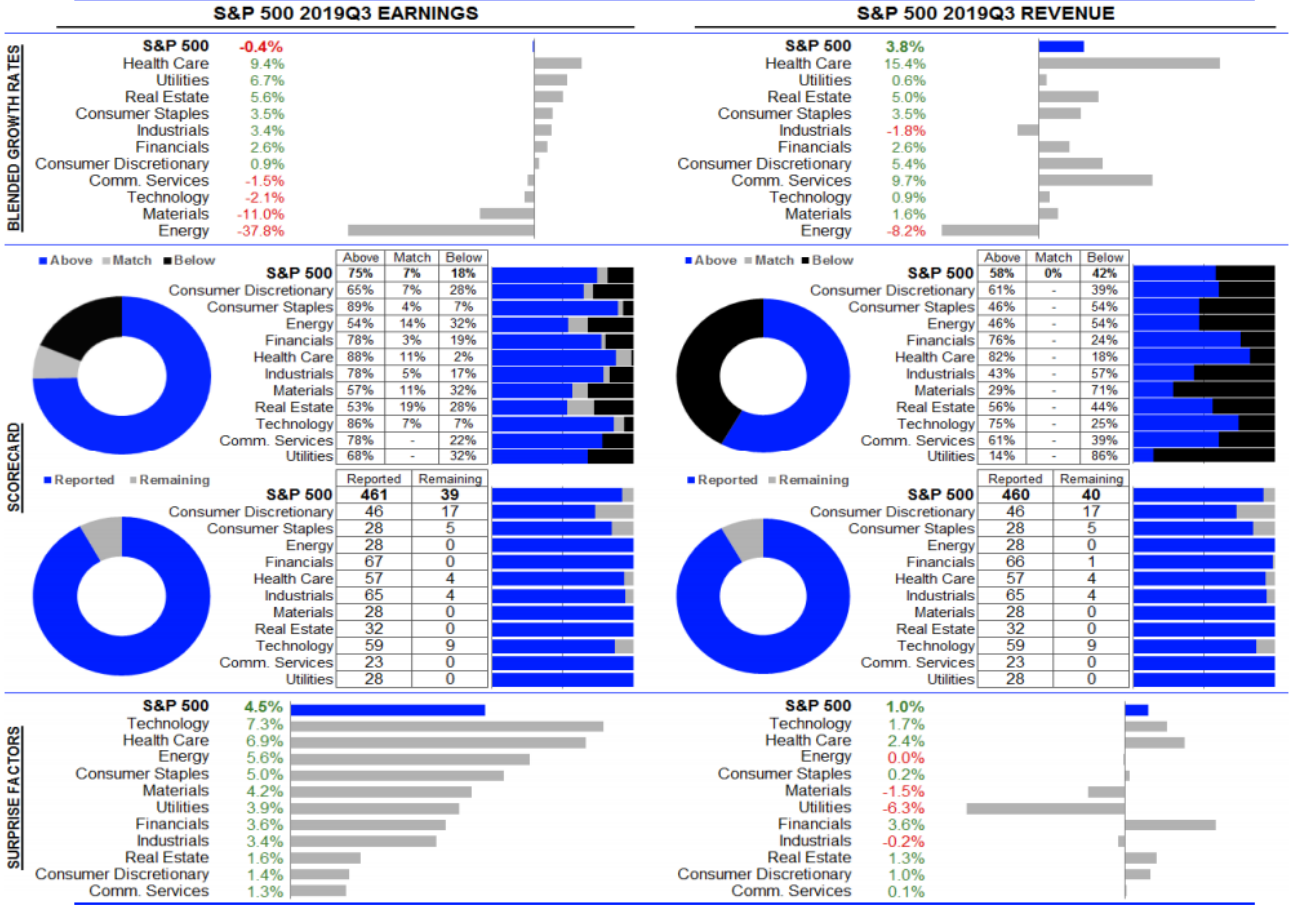 S&P 500 2019Q3 EARNINGS
S&P 500 2019Q3 REVENUE
BLENDED GROWTH RATES
S&P 500 -0.4%
Health Care 9.4%
Utilities 6.7%
Real Estate 5.6%
Consumer Staples 3.5%
Industrials 3.4%
Financials 2.6%
Consumer Discretionary 0.9%
Comm. Services -1.5%
Technology -2.1%
Materials -11.0%
Energy -37.8%
S&P 500 3.8%
Health Care 15.4%
Utilities 0.6%
Real Estate 5.0%
Consumer Staples 3.5%
Industrials -1.8%
Financials 2.6%
Consumer Discretionary 5.4%
Comm. Services 9.7%
Technology 0.9%
Materials 1.6%
Energy -8.2%
SCORECARD
Above Match Below
Above Match Below
S&P 500 75% 7% 18%
Consumer Discretionary 65% 7% 28%
Consumer Staples 89% 4% 7%
Energy 54% 14% 32%
Financials 78% 3% 19%
Health Care 88% 11% 2%
Industrials 78% 5% 17%
Materials 57% 11% 32%
Real Estate 53% 19% 28%
Technology 86% 7% 7%
Comm. Services 78% - 22%
Utilities 68% - 32%
Above Match Below
Above Match Below
S&P 500 58% 0% 42%
Consumer Discretionary 61% - 39%
Consumer Staples 46% - 54%
Energy 46% - 54%
Financials 76% - 24%
Health Care 82% - 18%
Industrials 43% - 57%
Materials 29% - 71%
Real Estate 56% - 44%
Technology 75% - 25%
Comm. Services 61% - 39%
Utilities 14% - 86%
Reported Remaining
Reported Remaining
S&P 500 461 39
Consumer Discretionary 46 17
Consumer Staples 28 5
Energy 28 0
Financials 67 0
Health Care 57 4
Industrials 65 4
Materials 28 0
Real Estate 32 0
Technology 59 9
Comm. Services 23 0
Utilities 28 0
Reported Remaining
Reported Remaining
S&P 500 460 40
Consumer Discretionary 46 17
Consumer Staples 28 5
Energy 28 0
Financials 66 1
Health Care 57 4
Industrials 65 4
Materials 28 0
Real Estate 32 0
Technology 59 9
Comm. Services 23 0
Utilities 28 0
SURPRISE FACTORS
S&P 500 4.5%
Technology 7.3%
Health Care 6.9%
Energy 5.6%
Consumer Staples 5.0%
Materials 4.2%
Utilities 3.9%
Financials 3.6%
Industrials 3.4%
Real Estate 1.6%
Consumer Discretionary 1.4%
Comm. Services 1.3%
S&P 500 1.0%
Technology 1.7%
Health Care 2.4%
Energy 0.0%
Consumer Staples 0.2%
Materials -1.5%
Utilities -6.3%
Financials 3.6%
Industrials -0.2%
Real Estate 1.3%
Consumer Discretionary 1.0%
Comm. Services 0.1%